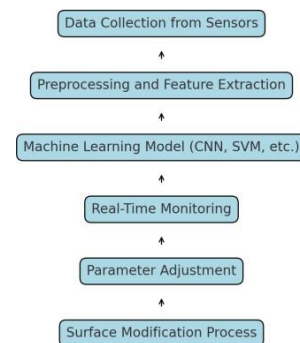 Data Collection from Sensors
Preprocessing and Feature Extraction
Machine Learning Model (CNN, SVM, etc.)
Real-Time Monitoring
Parameter Adjustment
Surface Modification Process